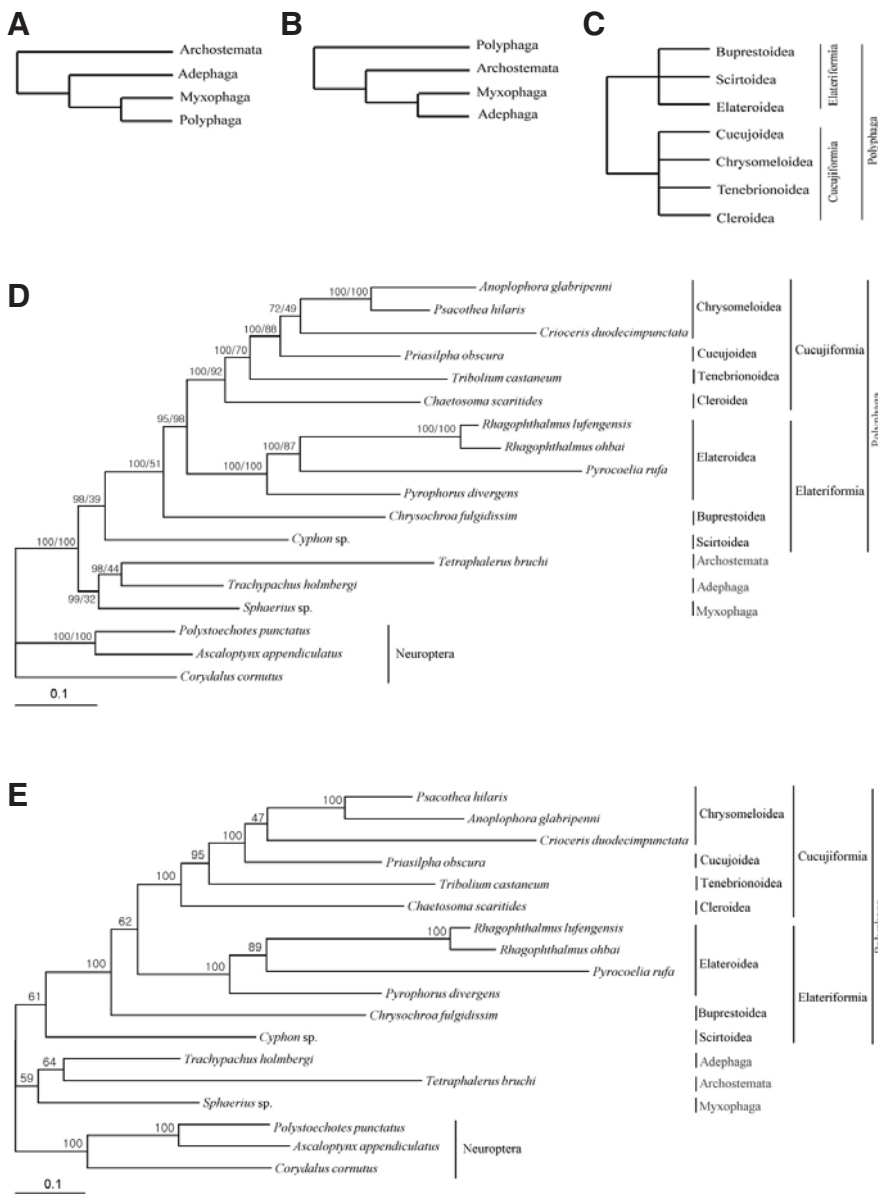 A
Archostemata
Adephaga
Myxophaga
Polyphaga
B
Polyphaga
Archostemata
Myxophaga
Adephaga
C
Buprestoidea
Scirtoidea
Elateroidea
Cucujoidea
Chrysomeloidea
Tenebrionoidea
Cleroidea
Elateriformia
Cucujiformia
Polyphaga
D
100/100
72/49
100/88
100/70
100/92
95/98
100/51
98/39
100/100
100/100
100/87
100/100
98/44
99/32
100/100
Anoplophora glabripenni
Psacothea hilaris
Crioceris duodecimpunctata
Priasilpha obscura
Tribolium castaneum
Chaetosoma scaritides
Rhagophthalmus lufengensis
Rhagophthalmus ohbai
Pyrocoelia rufa
Pyrophorus divergens
Chrysochroa fulgidissim
Cyphon sp.
Tetraphalerus bruchi
Trachypachus holmbergi
Sphaerius sp.
Polystoechotes punctatus
Ascaloptynx appendiculatus
Corydalus cornutus
Neuroptera
Chrysomeloidea
Cucujoidea
Tenebrionoidea
Cleroidea
Elateroidea
Buprestoidea
Scirtoidea
Archostemata
Adephaga
Myxophaga
Cucujiformia
Elateriformia
Polyphaga
0.1
E
100
47
100
95
100
62
100
61
100
89
100
64
59
100
100
Psacothea hilaris
Anoplophora glabripenni
Crioceris duodecimpunctata
Priasilpha obscura
Tribolium castaneum
Chaetosoma scaritides
Rhagophthalmus lufengensis
Rhagophthalmus ohbai
Pyrocoelia rufa
Pyrophorus divergens
Chrysochroa fulgidissim
Cyphon sp.
Trachypachus holmbergi
Tetraphalerus bruchi
Sphaerius sp.
Polystoechotes punctatus
Ascaloptynx appendiculatus
Corydalus cornutus
Neuroptera
Chrysomeloidea
Cucujoidea
Tenebrionoidea
Cleroidea
Elateroidea
Buprestoidea
Scirtoidea
Adephaga
Archostemata
Myxophaga
Cucujiformia
Elateriformia
0.1